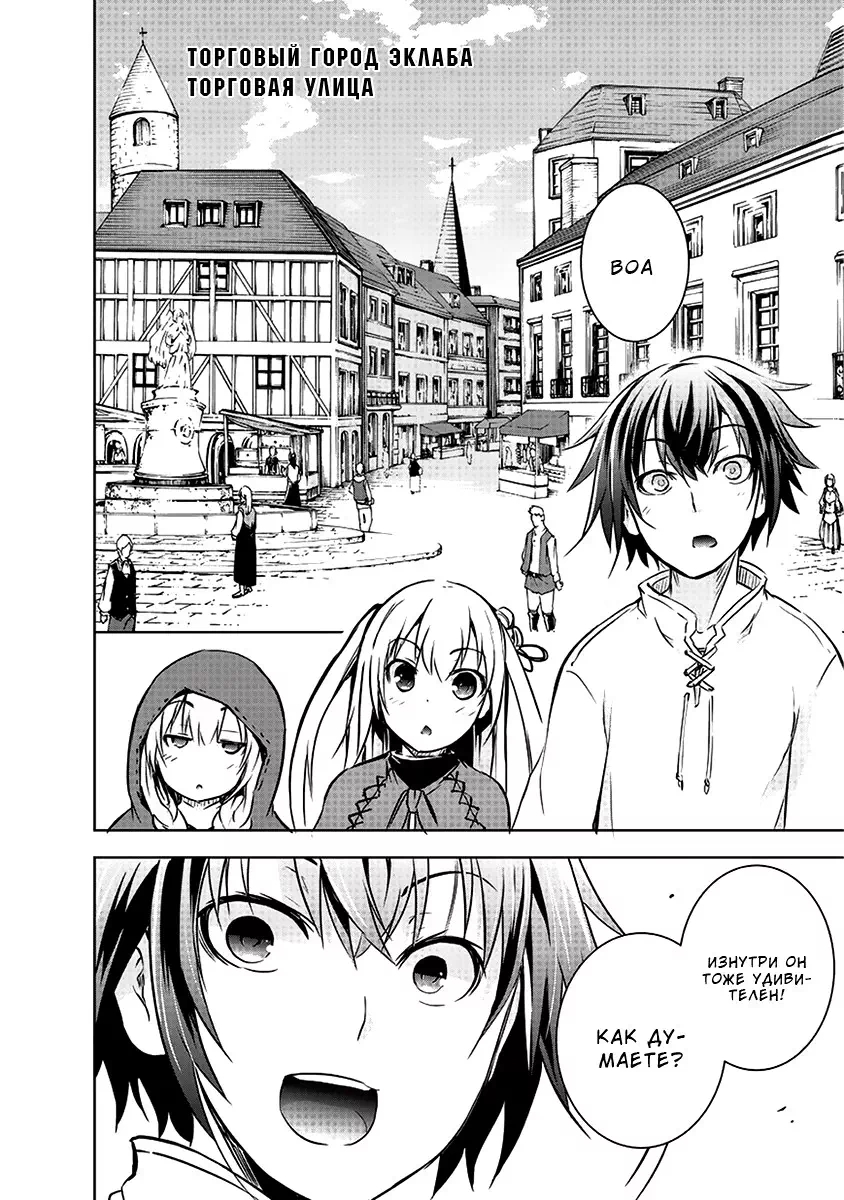 ТОРГОВЫЙ ГОРОД ЭКЛАБА
ТОРГОВАЯ УЛИЦА
ВОА
ИЗНУТРИ ОН
ТОЖЕ УДИВИ-
ТЕЛЕН!
КАК ДУ-
МАЕТЕ?